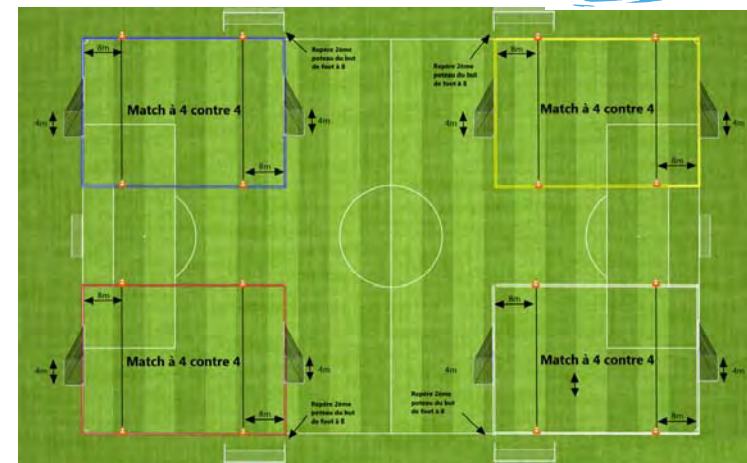 8m
Repère 2ème
poteau du but
de foot à 8
4m
Match à 4 contre 4
4m
8m
8m
Repère 2ème
poteau du but
de foot à 8
4m
Match à 4 contre 4
4m
8m
8m
4m
Match à 4 contre 4
4m
8m
Repère 2ème
poteau du but
de foot à 8
8m
4m
Match à 4 contre 4
4m
8m
Repère 2ème
poteau du but
de foot à 8